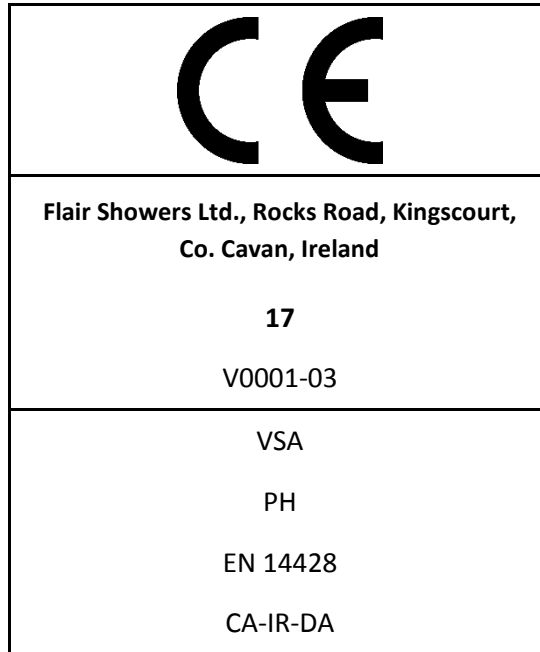 CE
Flair Showers Ltd., Rocks Road, Kingscourt,
Co. Cavan, Ireland
17
V0001-03
VSA
PH
EN 14428
CA-IR-DA